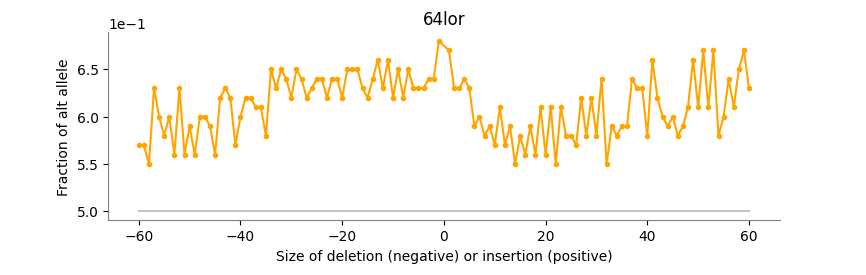 64lor
1e−1
Fraction of alt allele
6.5
6.0
5.5
5.0
−60 −40 −20 0 20 40 60
Size of deletion (negative) or insertion (positive)